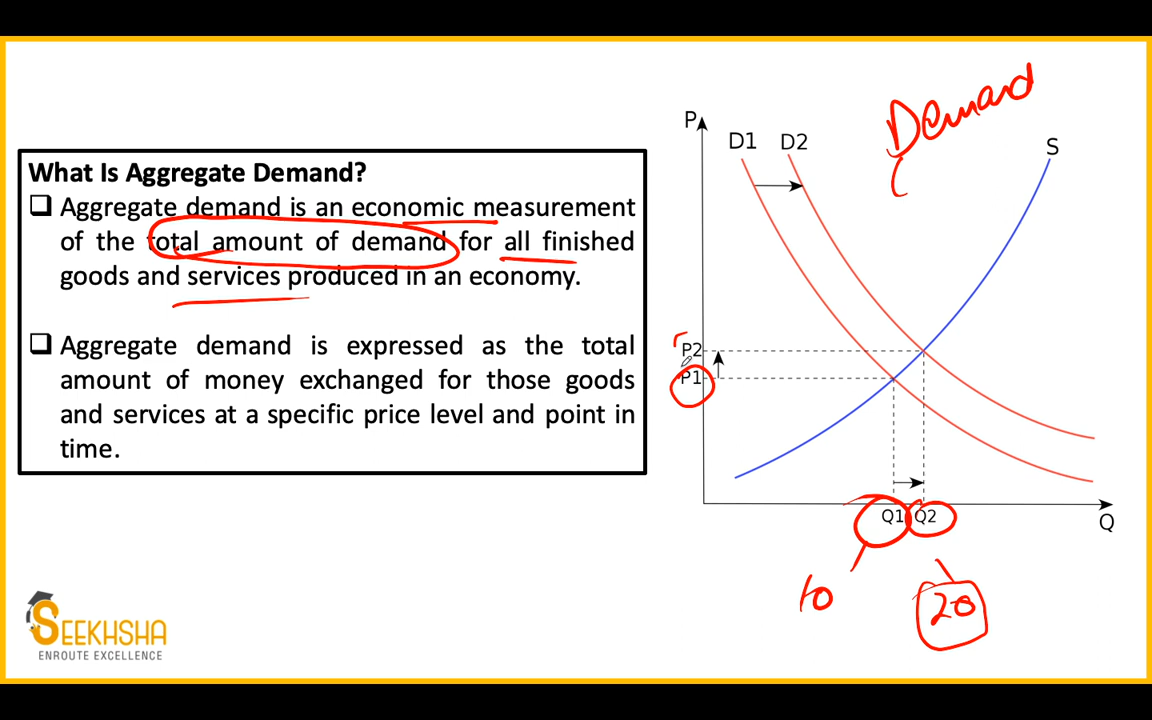 What Is Aggregate Demand?
❑ Aggregate demand is an economic measurement
of the total amount of demand for all finished
goods and services produced in an economy.
❑ Aggregate demand is expressed as the total
amount of money exchanged for those goods
and services at a specific price level and point in
time.
SEEKHSHA
ENROUTE EXCELLENCE
Demand
P
D1 D2
S
P2
P1
Q1 Q2
Q
10
20